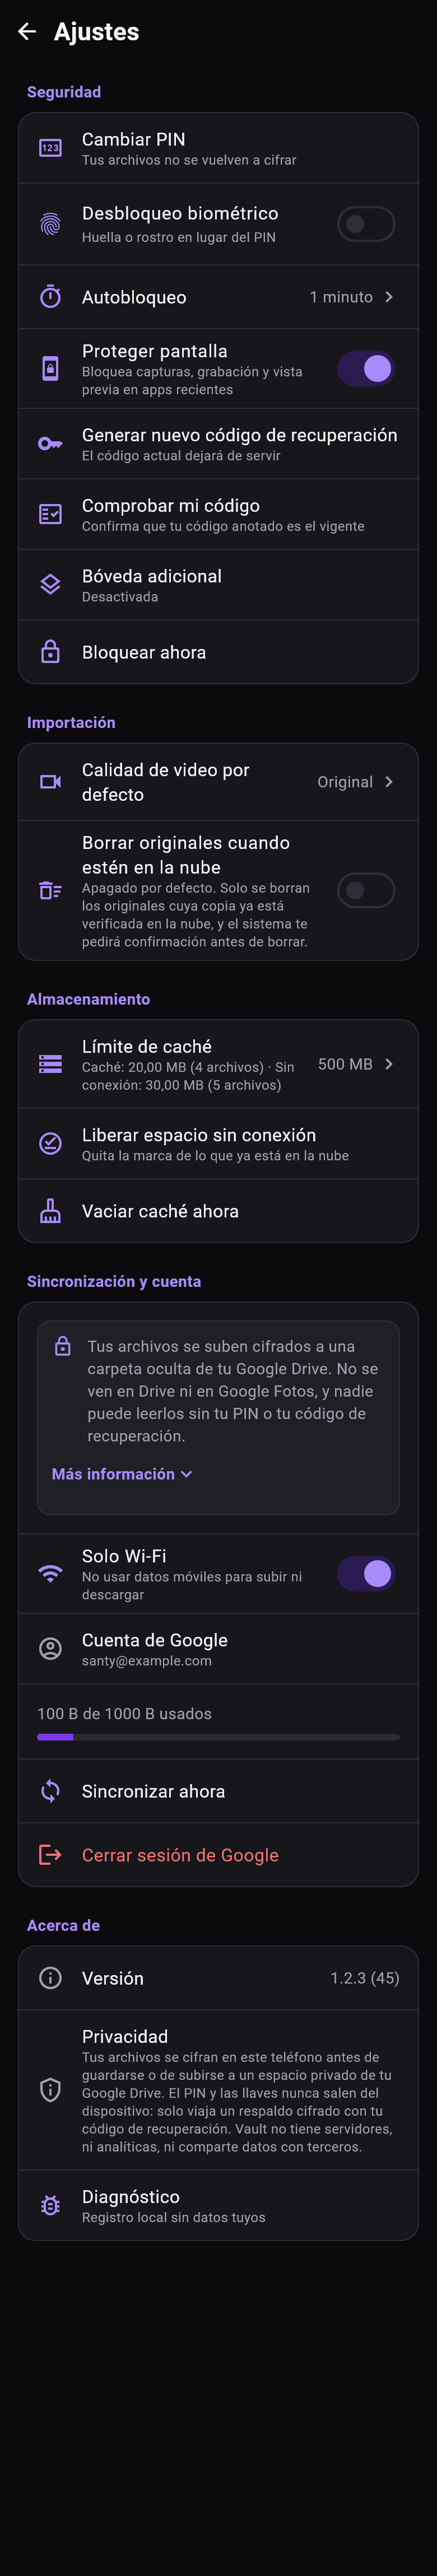 Ajustes
Seguridad
123
Cambiar PIN
Tus archivos no se vuelven a cifrar
Desbloqueo biométrico
Huella o rostro en lugar del PIN
Autobloqueo
1 minuto
Proteger pantalla
Bloquea capturas, grabación y vista
previa en apps recientes
Generar nuevo código de recuperación
El código actual dejará de servir
Comprobar mi código
Confirma que tu código anotado es el vigente
Bóveda adicional
Desactivada
Bloquear ahora
Importación
Calidad de video por
defecto
Original
Borrar originales cuando
estén en la nube
Apagado por defecto. Solo se borran
los originales cuya copia ya está
verificada en la nube, y el sistema te
pedirá confirmación antes de borrar.
Almacenamiento
Límite de caché
Caché: 20,00 MB (4 archivos) · Sin
conexión: 30,00 MB (5 archivos)
500 MB
Liberar espacio sin conexión
Quita la marca de lo que ya está en la nube
Vaciar caché ahora
Sincronización y cuenta
Tus archivos se suben cifrados a una
carpeta oculta de tu Google Drive. No se
ven en Drive ni en Google Fotos, y nadie
puede leerlos sin tu PIN o tu código de
recuperación.
Más información
Solo Wi-Fi
No usar datos móviles para subir ni
descargar
Cuenta de Google
santy@example.com
100 B de 1000 B usados
Sincronizar ahora
Cerrar sesión de Google
Acerca de
Versión
1.2.3 (45)
Privacidad
Tus archivos se cifran en este teléfono antes de
guardarse o de subirse a un espacio privado de tu
Google Drive. El PIN y las llaves nunca salen del
dispositivo: solo viaja un respaldo cifrado con tu
código de recuperación. Vault no tiene servidores,
ni analíticas, ni comparte datos con terceros.
Diagnóstico
Registro local sin datos tuyos